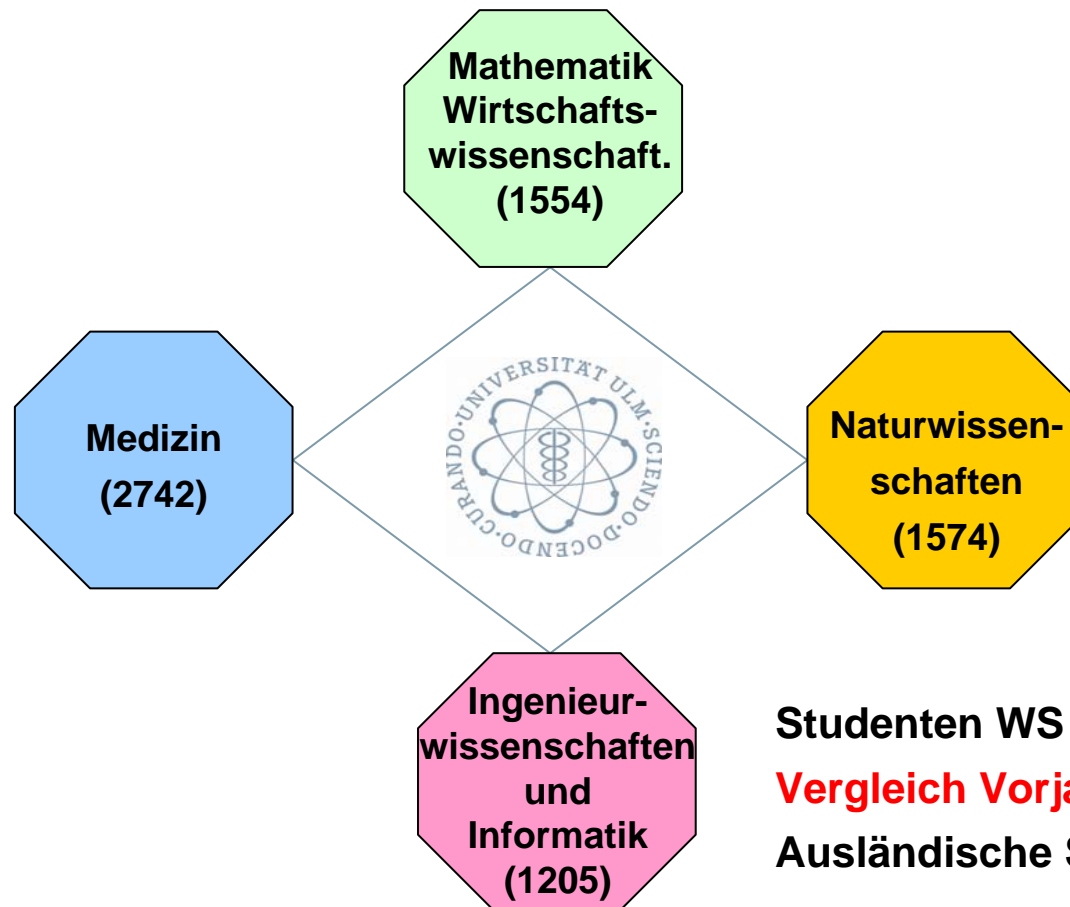 Mathematik
Wirtschafts-
wissenschaft.
(1554)
Medizin
(2742)
UNIVERSITÄT ULM·SCIENDO·DOCENDO·CURANDO·
Naturwissen-
schaften
(1574)
Ingenieur-
wissenschaften
und
Informatik
(1205)
Studenten WS
Vergleich Vorja
Ausländische S